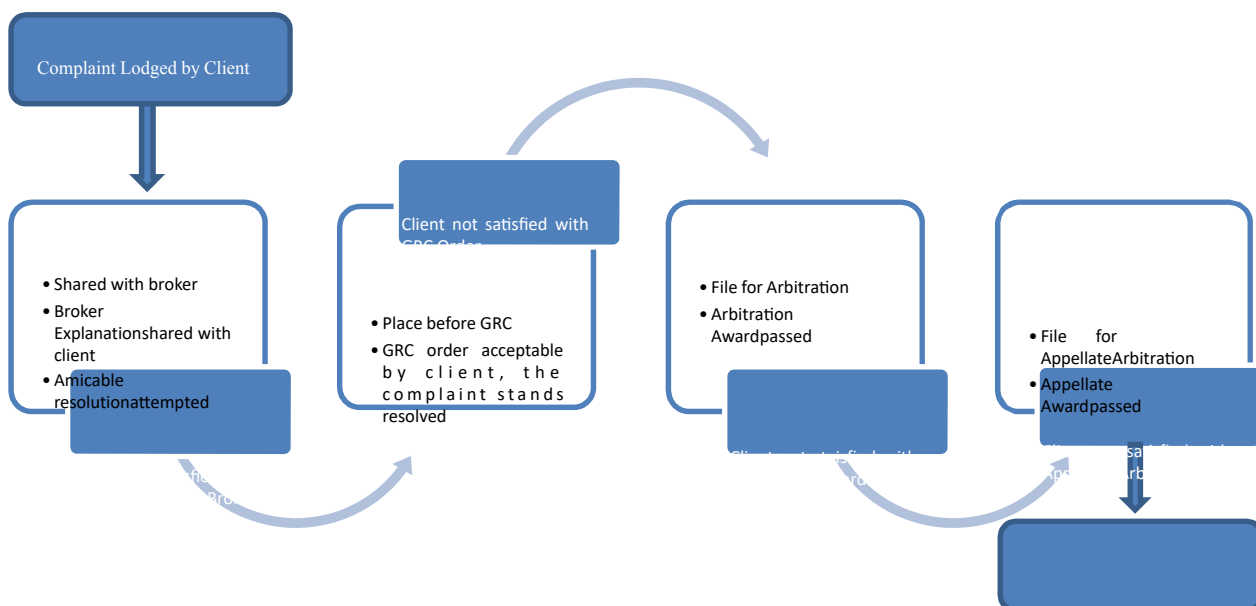 Complaint Lodged by Client
• Shared with broker
• Broker
Explanationshared with
client
• Amicable
resolutionattempted
Client not satisfied with
GRC Order
• Place before GRC
• GRC order acceptable
by client, the
complaint stands
resolved
• File for Arbitration
• Arbitration
Awardpassed
• File for
AppellateArbitration
• Appellate
Awardpassed